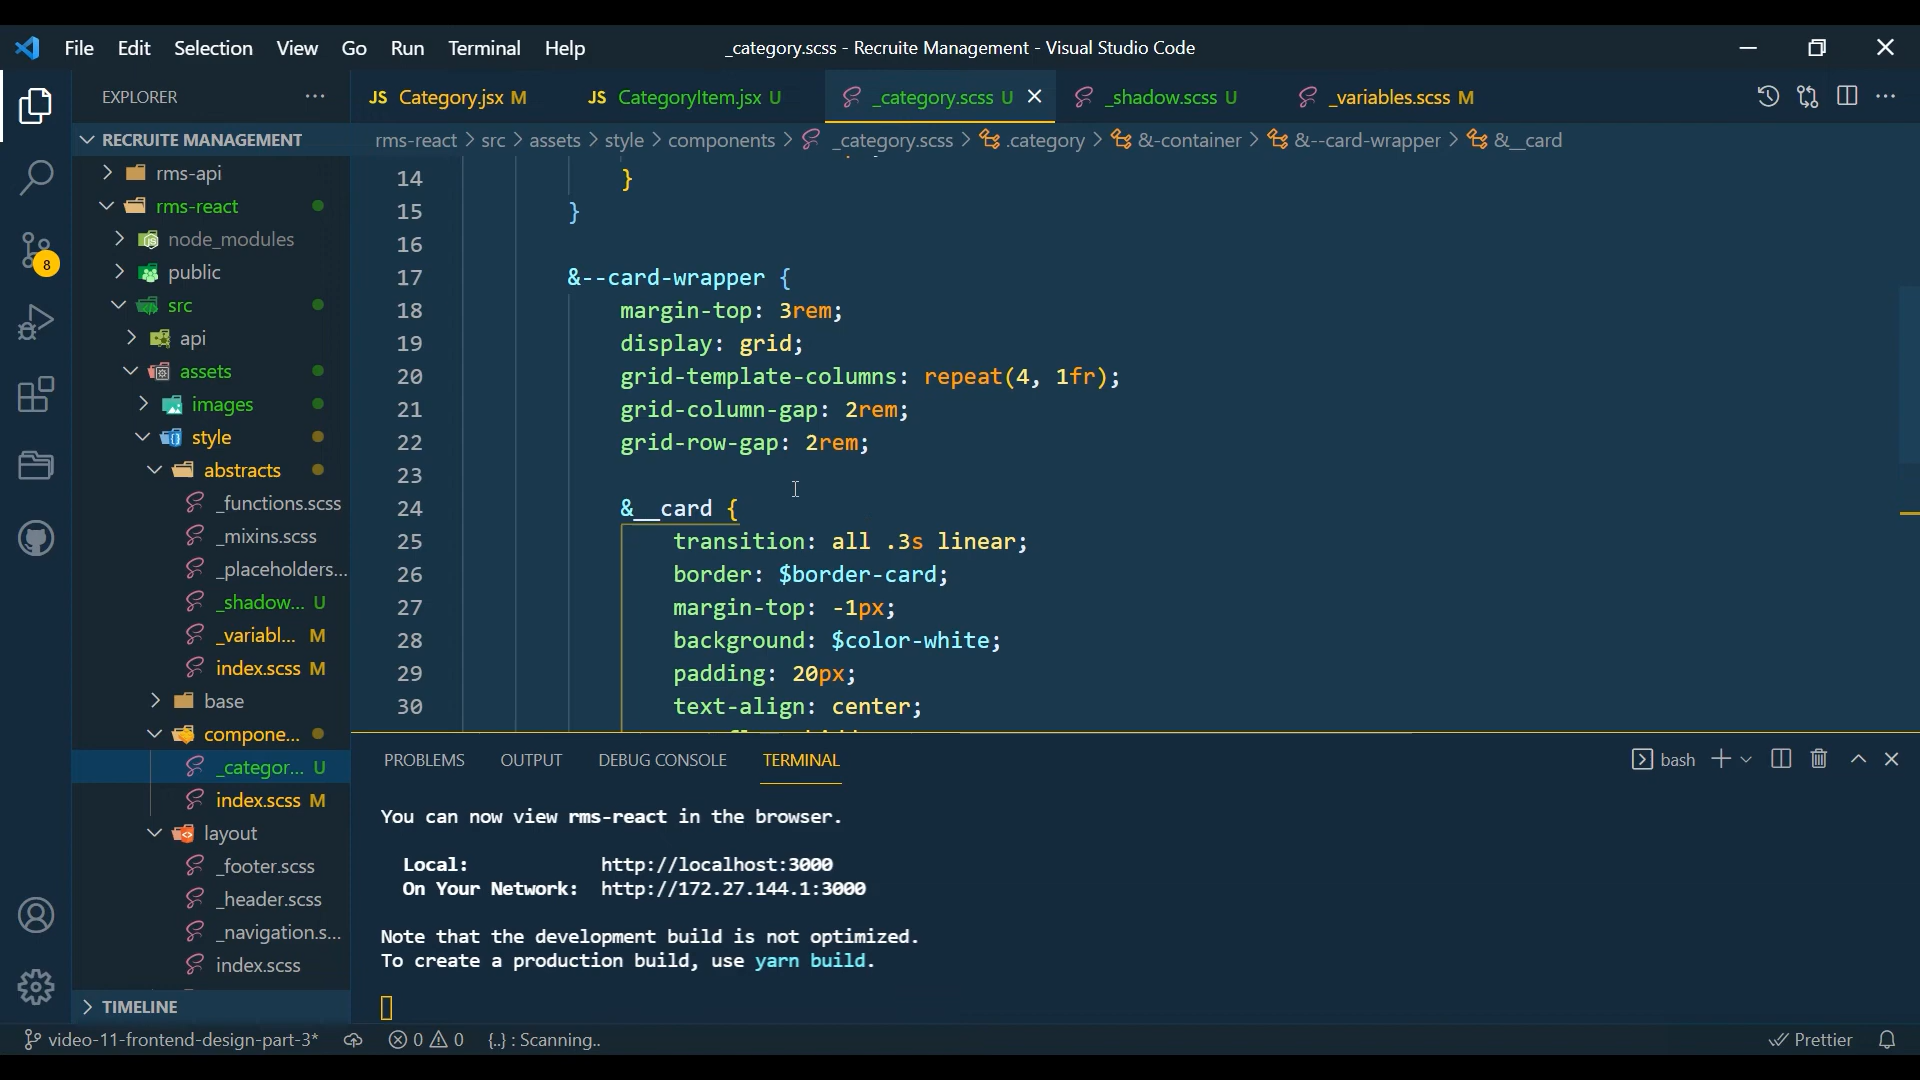 File Edit Selection View Go Run Terminal Help
_category.scss - Recruite Management - Visual Studio Code
EXPLORER
JS Category.jsx M
JS CategoryItem.jsx U
_category.scss U
_shadow.scss U
_variables.scss M
RECRUITE MANAGEMENT
rms-react > src > assets > style > components > _category.scss > .category > &-container > &--card-wrapper > &__card
rms-api
rms-react
node_modules
public
src
api
assets
images
style
abstracts
_functions.scss
_mixins.scss
_placeholders...
_shadow... U
_variabl... M
index.scss M
base
compone...
_categor... U
index.scss M
layout
_footer.scss
_header.scss
_navigation.s...
index.scss
TIMELINE
8
14 }
15 }
16
17 &--card-wrapper {
18 margin-top: 3rem;
19 display: grid;
20 grid-template-columns: repeat(4, 1fr);
21 grid-column-gap: 2rem;
22 grid-row-gap: 2rem;
23
24 &__card {
25 transition: all .3s linear;
26 border: $border-card;
27 margin-top: -1px;
28 background: $color-white;
29 padding: 20px;
30 text-align: center;
PROBLEMS OUTPUT DEBUG CONSOLE TERMINAL
bash
You can now view rms-react in the browser.
Local: http://localhost:3000
On Your Network: http://172.27.144.1:3000
Note that the development build is not optimized.
To create a production build, use yarn build.
video-11-frontend-design-part-3* 0 0 {..} : Scanning.. Prettier